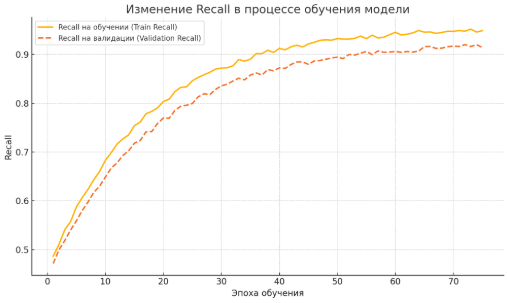 Изменение Recall в процессе обучения модели
Recall на обучении (Train Recall)
Recall на валидации (Validation Recall)
Recall
0.9
0.8
0.7
0.6
0.5
0 10 20 30 40 50 60 70
Эпоха обучения